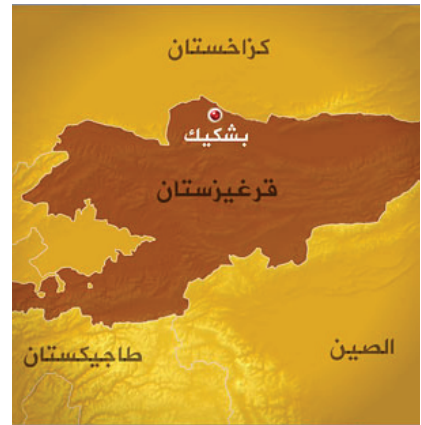 كزاخستان
بشكيك
قرغيزستان
الصين
طاجيكستان